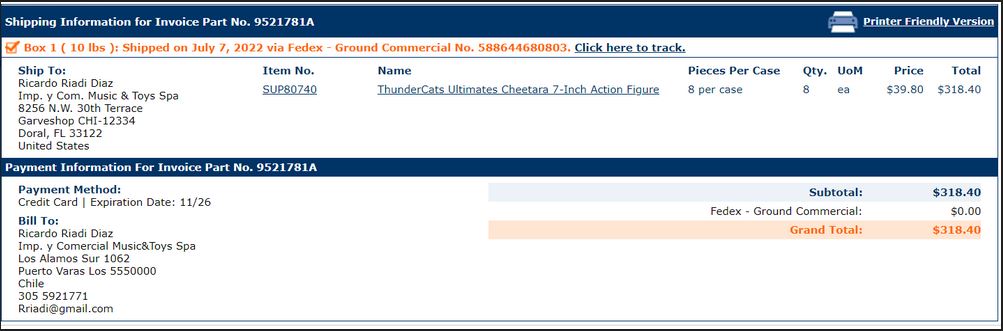 Shipping Information for Invoice Part No. 9521781A
Printer Friendly Version
Box 1 ( 10 lbs ): Shipped on July 7, 2022 via Fedex - Ground Commercial No. 588644680803. Click here to track.
Ship To:
Ricardo Riadi Diaz
Imp. y Com. Music & Toys Spa
8256 N.W. 30th Terrace
Garveshop CHI-12334
Doral, FL 33122
United States
Item No. Name Pieces Per Case Qty. UoM Price Total
SUP80740 ThunderCats Ultimates Cheetara 7-Inch Action Figure 8 per case 8 ea $39.80 $318.40
Payment Information For Invoice Part No. 9521781A
Payment Method:
Credit Card | Expiration Date: 11/26
Bill To:
Ricardo Riadi Diaz
Imp. y Comercial Music&Toys Spa
Los Alamos Sur 1062
Puerto Varas Los 5550000
Chile
305 5921771
Rriadi@gmail.com
Subtotal: $318.40
Fedex - Ground Commercial: $0.00
Grand Total: $318.40